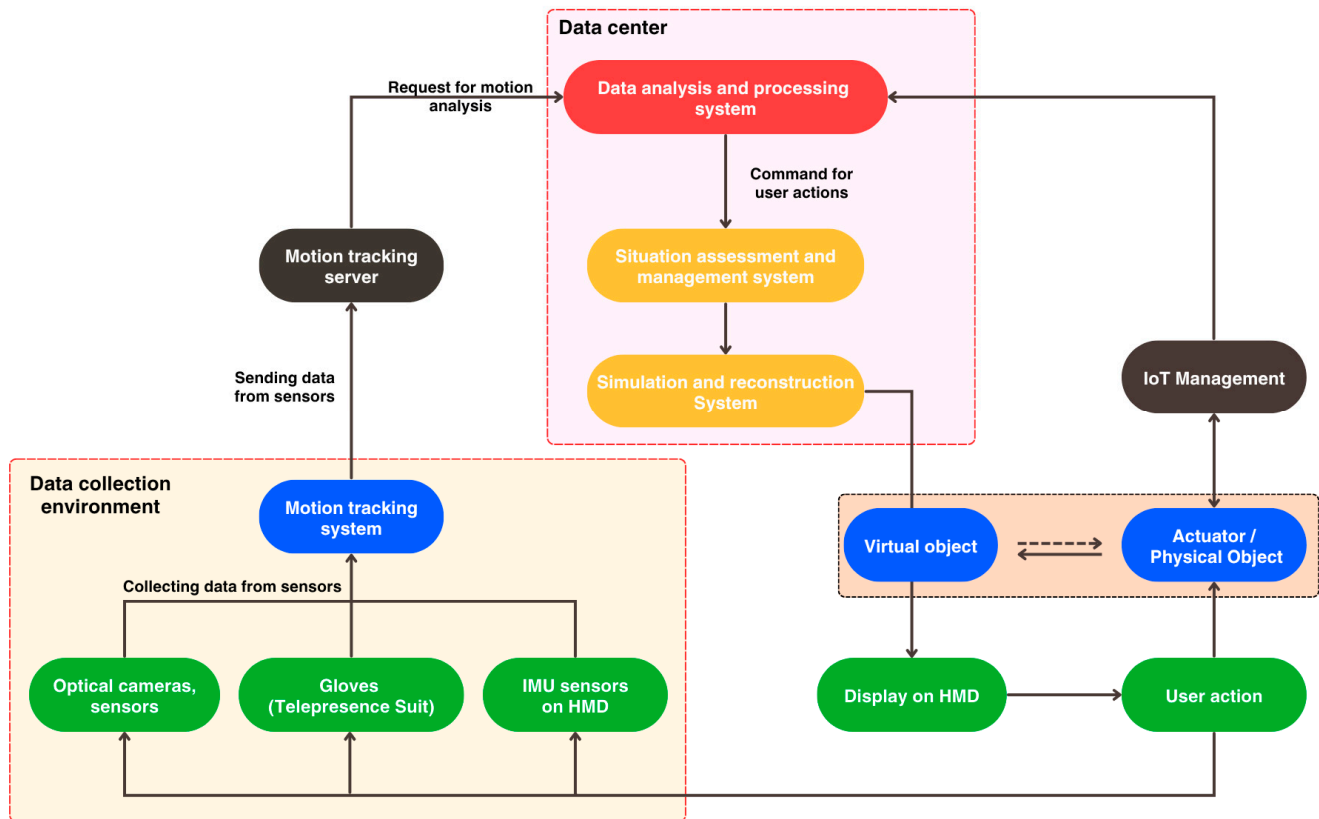 Data center
Request for motion
analysis
Data analysis and processing
system
Command for
user actions
Motion tracking
server
Situation assessment and
management system
Sending data
from sensors
Simulation and reconstruction
System
IoT Management
Data collection
environment
Motion tracking
system
Virtual object
Actuator /
Physical Object
Collecting data from sensors
Optical cameras,
sensors
Gloves
(Telepresence Suit)
IMU sensors
on HMD
Display on HMD
User action